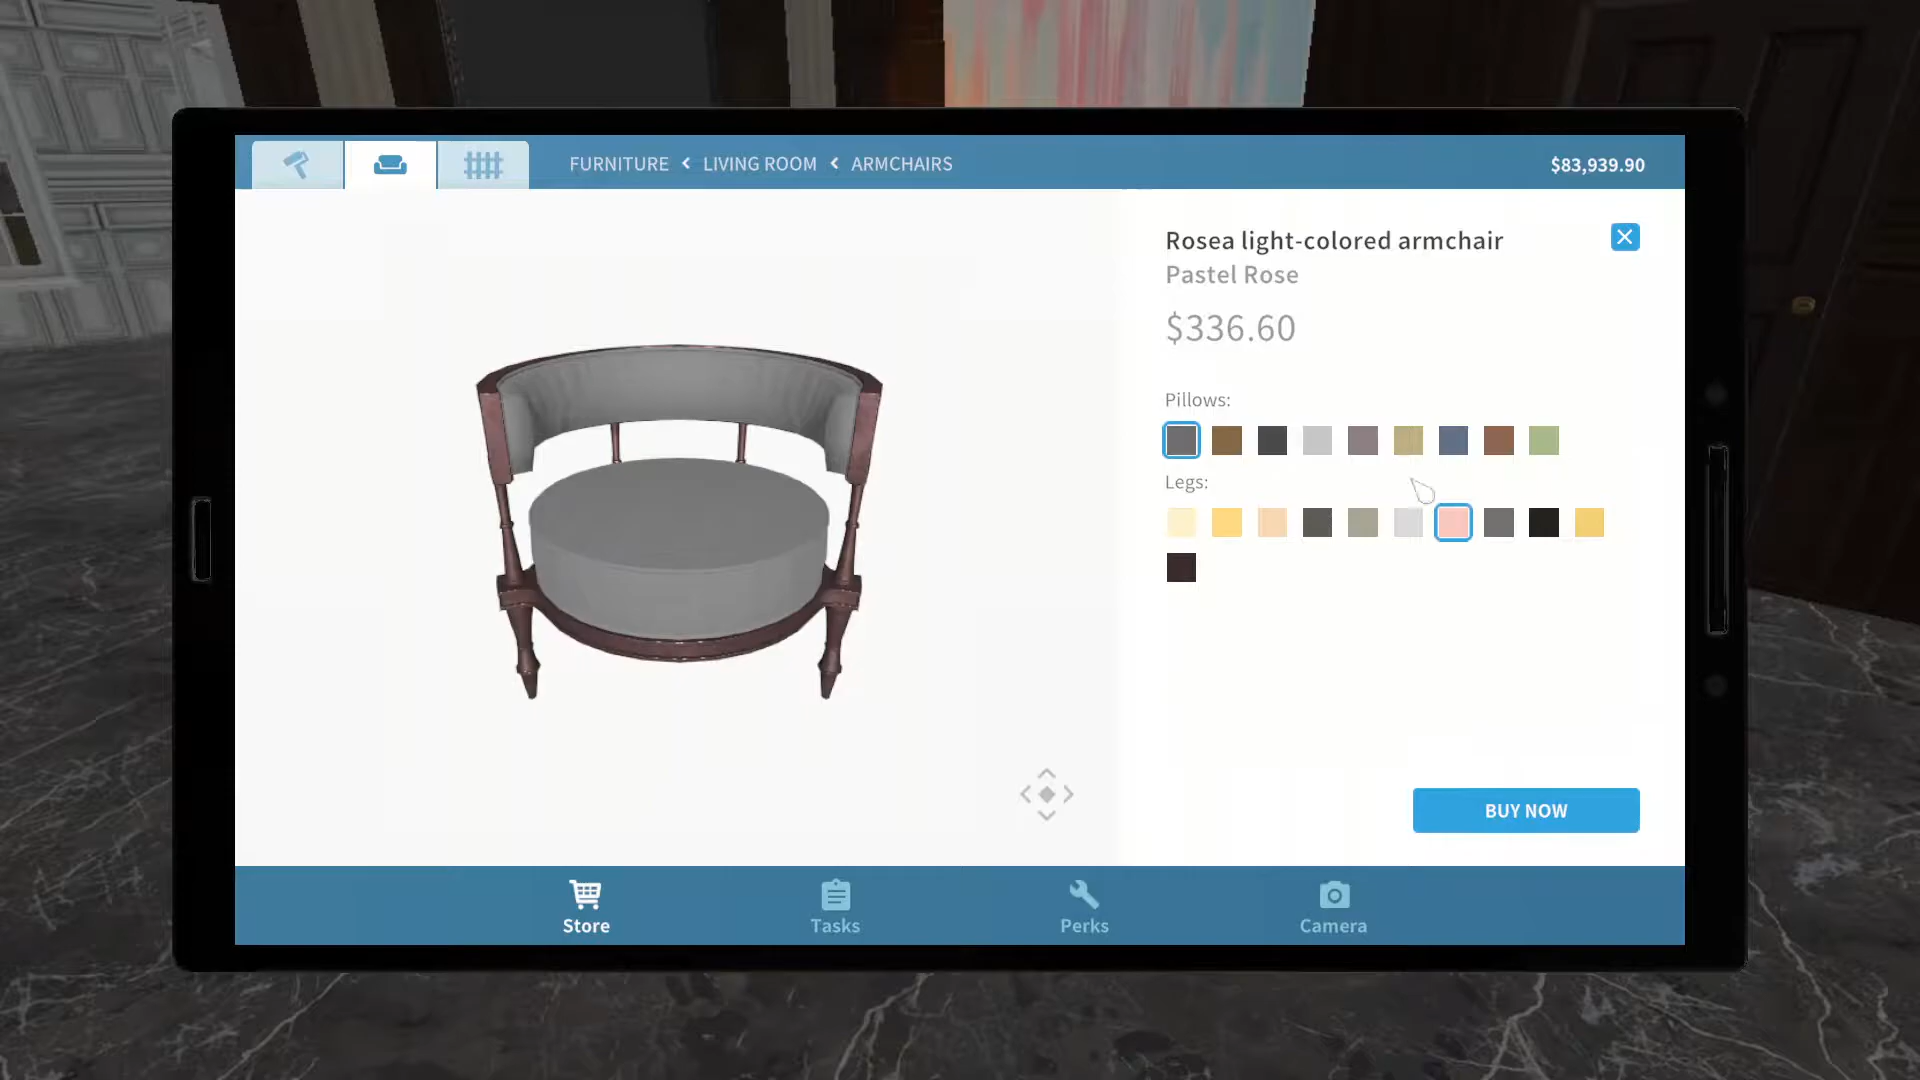 FURNITURE < LIVING ROOM < ARMCHAIRS
$83,939.90
Rosea light-colored armchair
Pastel Rose
$336.60
Pillows:
Legs:
BUY NOW
Store
Tasks
Perks
Camera